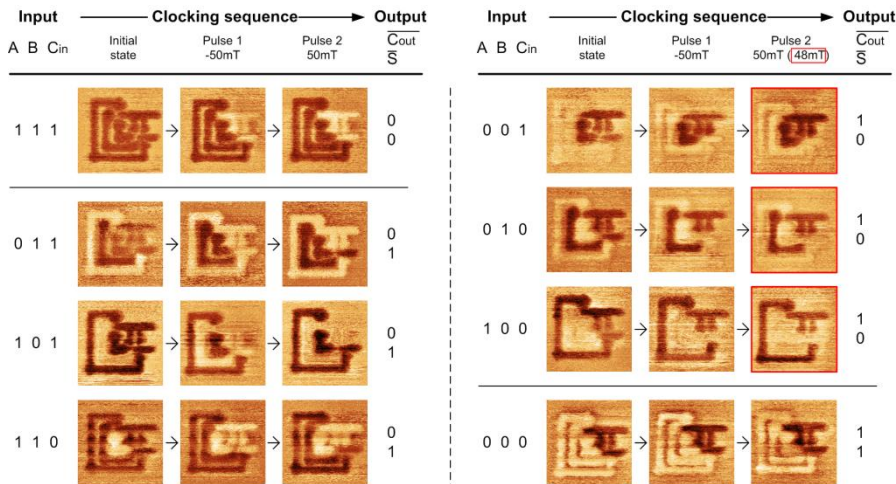 Input Clocking sequence Output
A B Cin Initial state Pulse 1 -50mT Pulse 2 50mT C̅o̅u̅t̅ S̅
1 1 1 → → 0 0
0 1 1 → → 0 1
1 0 1 → → 0 1
1 1 0 → → 0 1
Input Clocking sequence Output
A B Cin Initial state Pulse 1 -50mT Pulse 2 50mT (48mT) C̅o̅u̅t̅ S̅
0 0 1 → → 1 0
0 1 0 → → 1 0
1 0 0 → → 1 0
0 0 0 → → 1 1